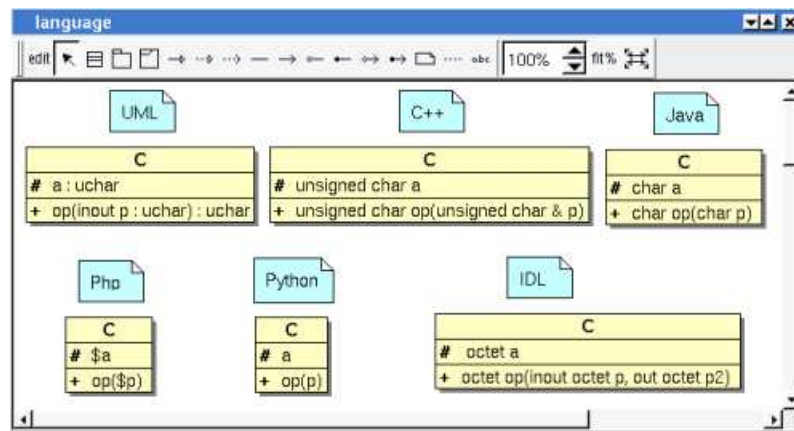 language
edit abc 100% fit%
UML C++ Java
C C C
# a : uchar # unsigned char a # char a
+ op(inout p : uchar) : uchar + unsigned char op(unsigned char & p) + char op(char p)
Php Python IDL
C C C
# $a # a # octet a
+ op($p) + op(p) + octet op(inout octet p, out octet p2)